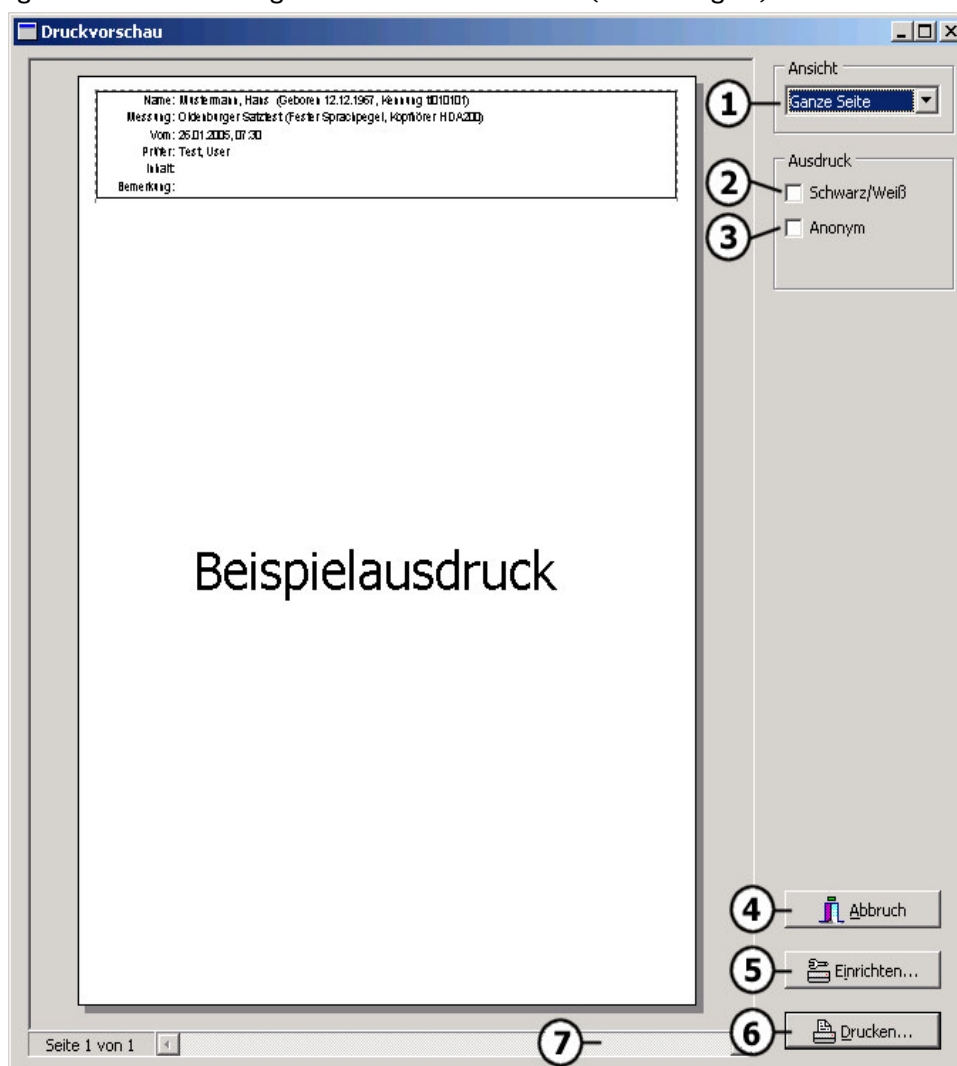 Druckvorschau
Name: Mustermann, Hans (Geboren 12.12.1967, Kennung 11010101)
Messung: Oldenburger Satztest (Fester Sprachpegel, Kopfhörer HDA200)
Vom: 26.01.2005, 07:30
Prüfer: Test, User
Inhalt:
Bemerkung:
Beispielausdruck
Ansicht
1
Ganze Seite
Ausdruck
2
Schwarz/Weiß
3
Anonym
4
Abbruch
5
Einrichten...
6
Drucken...
Seite 1 von 1
7